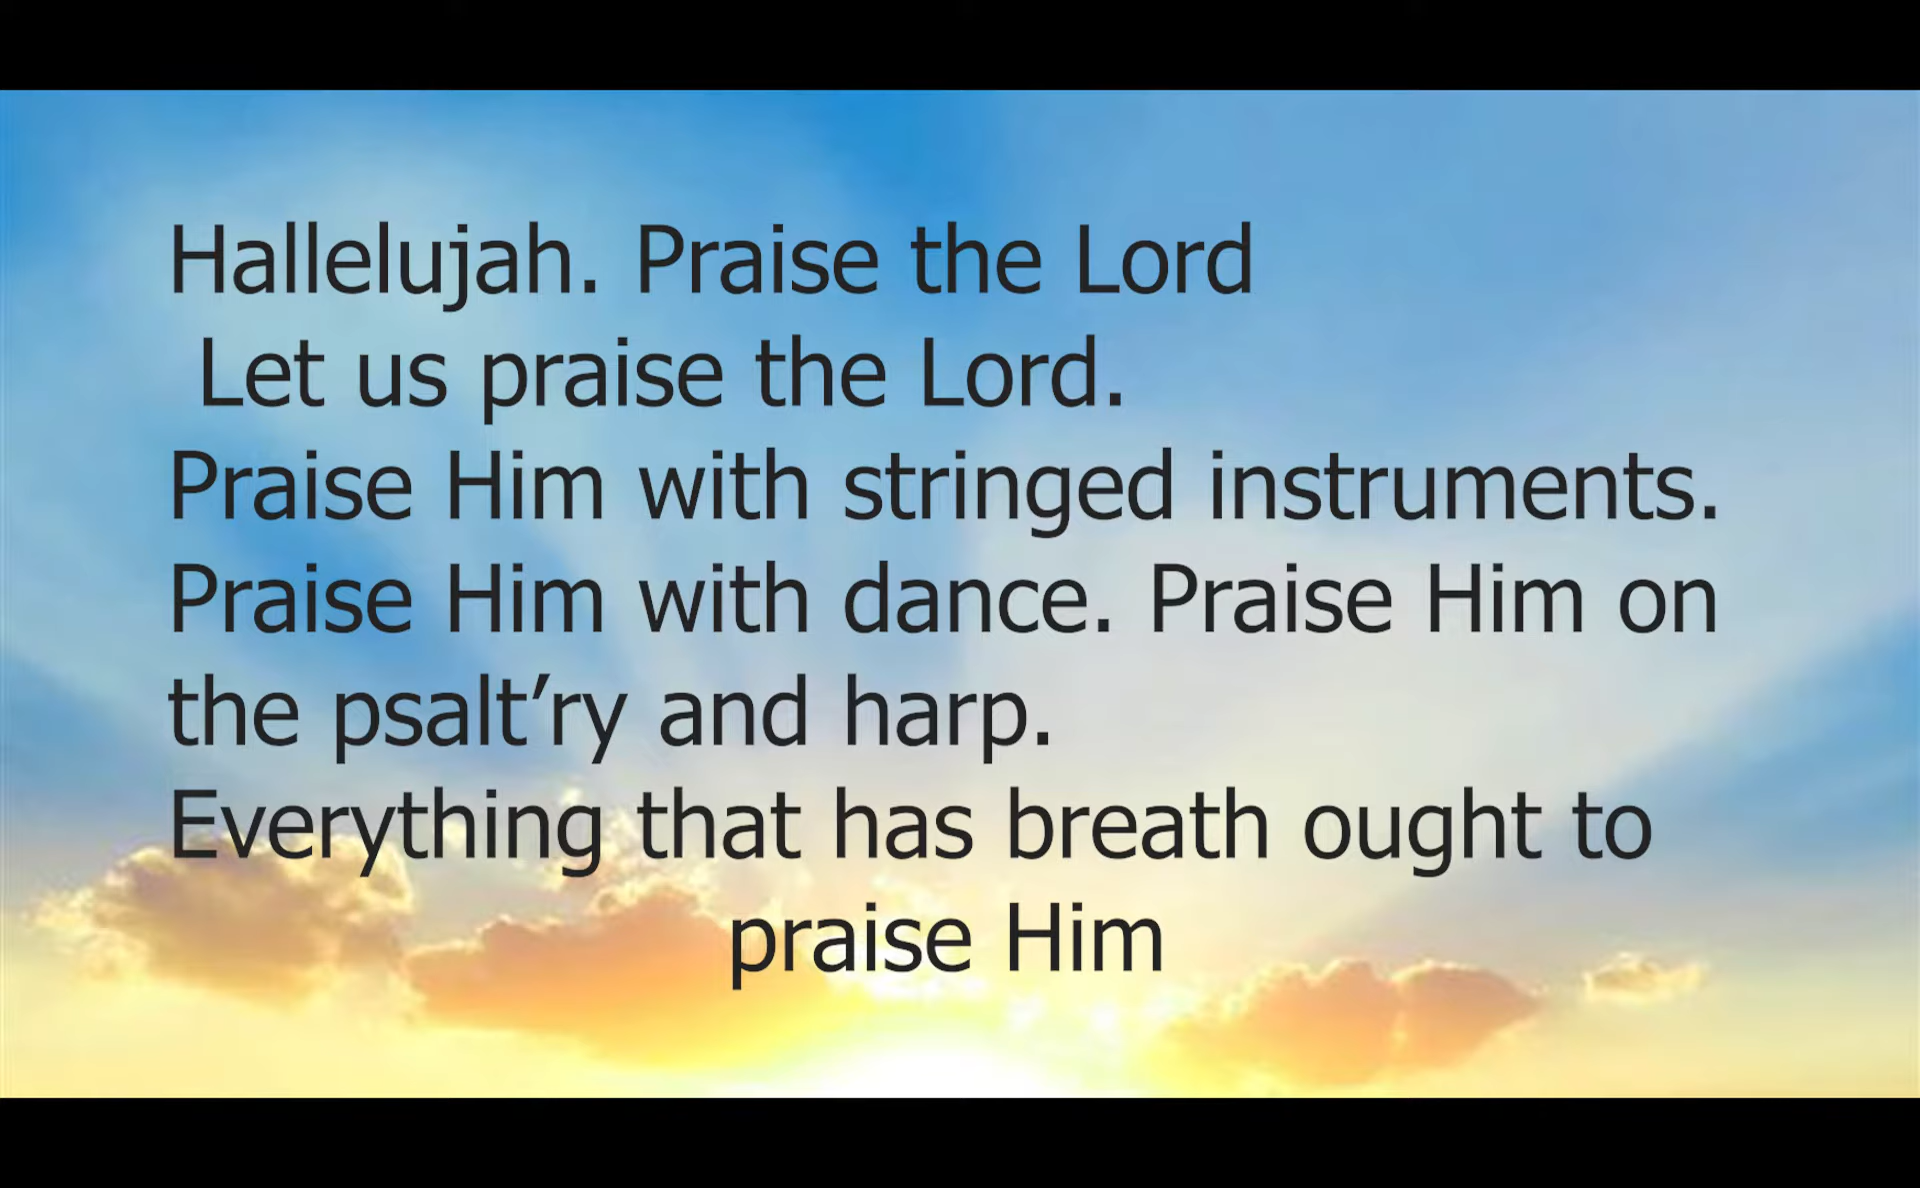 Hallelujah. Praise the Lord
Let us praise the Lord.
Praise Him with stringed instruments.
Praise Him with dance. Praise Him on
the psalt’ry and harp.
Everything that has breath ought to
praise Him